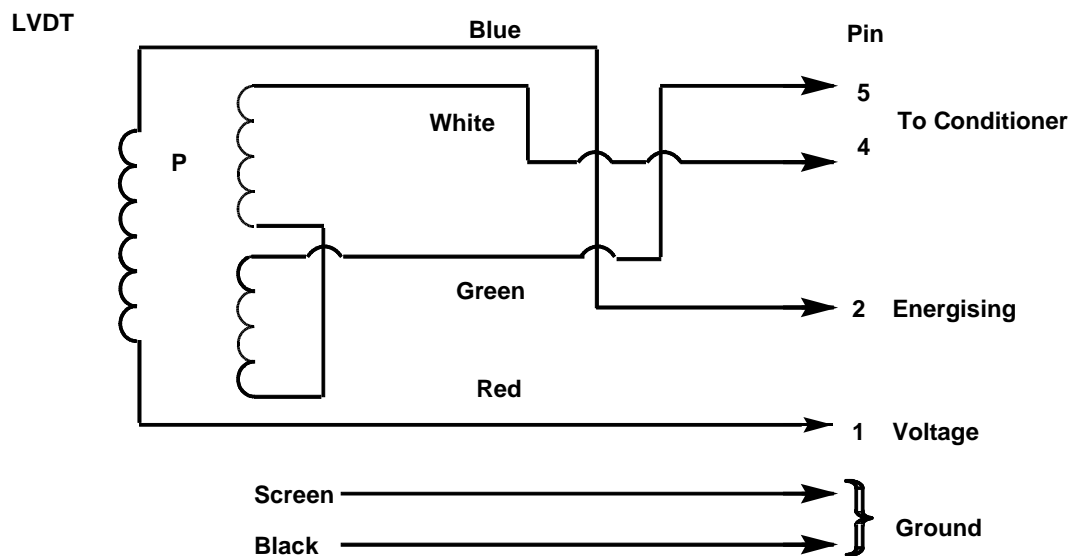 LVDT
Blue
Pin
5
White
To Conditioner
4
P
Green
2 Energising
Red
1 Voltage
Screen
Ground
Black